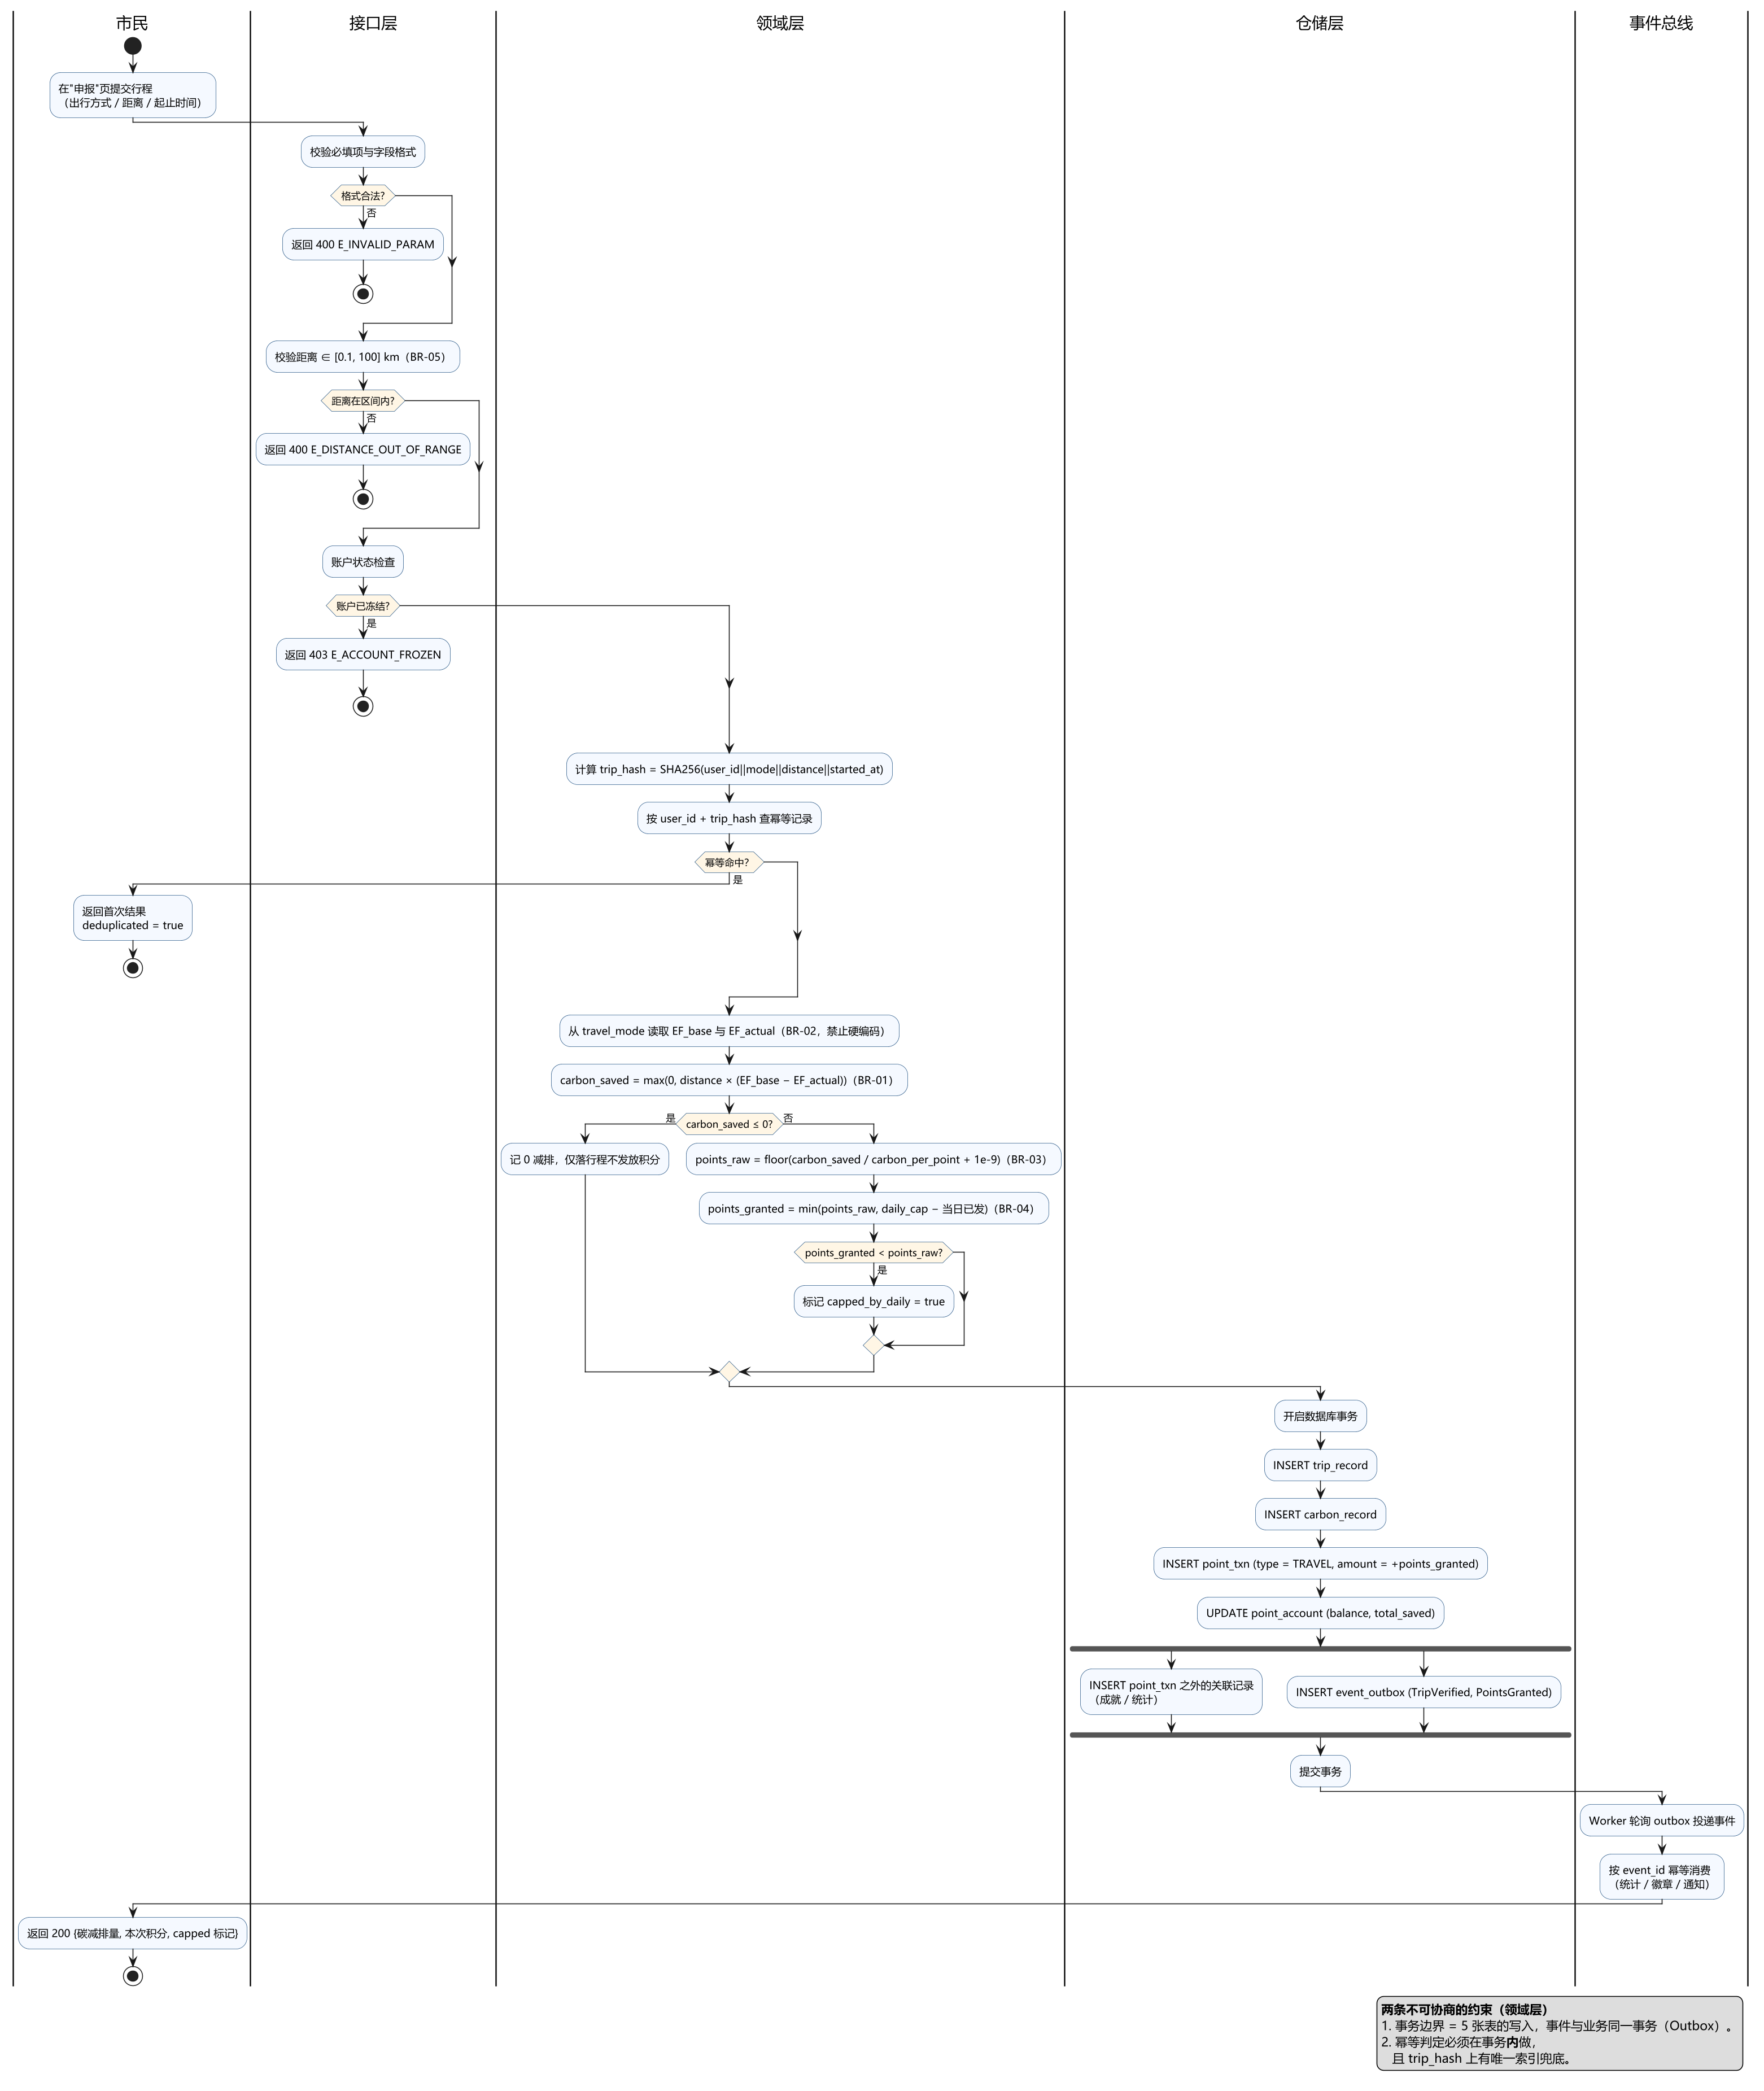 市民
接口层
领域层
仓储层
事件总线
在"申报"页提交行程
（出行方式 / 距离 / 起止时间）
校验必填项与字段格式
格式合法?
否
返回 400 E_INVALID_PARAM
校验距离 ∈ [0.1, 100] km（BR-05）
距离在区间内?
否
返回 400 E_DISTANCE_OUT_OF_RANGE
账户状态检查
账户已冻结?
是
返回 403 E_ACCOUNT_FROZEN
计算 trip_hash = SHA256(user_id||mode||distance||started_at)
按 user_id + trip_hash 查幂等记录
幂等命中?
是
返回首次结果
deduplicated = true
从 travel_mode 读取 EF_base 与 EF_actual（BR-02，禁止硬编码）
carbon_saved = max(0, distance × (EF_base − EF_actual))（BR-01）
是
carbon_saved ≤ 0?
否
记 0 减排，仅落行程不发放积分
points_raw = floor(carbon_saved / carbon_per_point + 1e-9)（BR-03）
points_granted = min(points_raw, daily_cap − 当日已发)（BR-04）
points_granted < points_raw?
是
标记 capped_by_daily = true
开启数据库事务
INSERT trip_record
INSERT carbon_record
INSERT point_txn (type = TRAVEL, amount = +points_granted)
UPDATE point_account (balance, total_saved)
INSERT point_txn 之外的关联记录
（成就 / 统计）
INSERT event_outbox (TripVerified, PointsGranted)
提交事务
Worker 轮询 outbox 投递事件
按 event_id 幂等消费
（统计 / 徽章 / 通知）
返回 200 {碳减排量, 本次积分, capped 标记}
两条不可协商的约束（领域层）
1. 事务边界 = 5 张表的写入，事件与业务同一事务（Outbox）。
2. 幂等判定必须在事务内做，
且 trip_hash 上有唯一索引兜底。